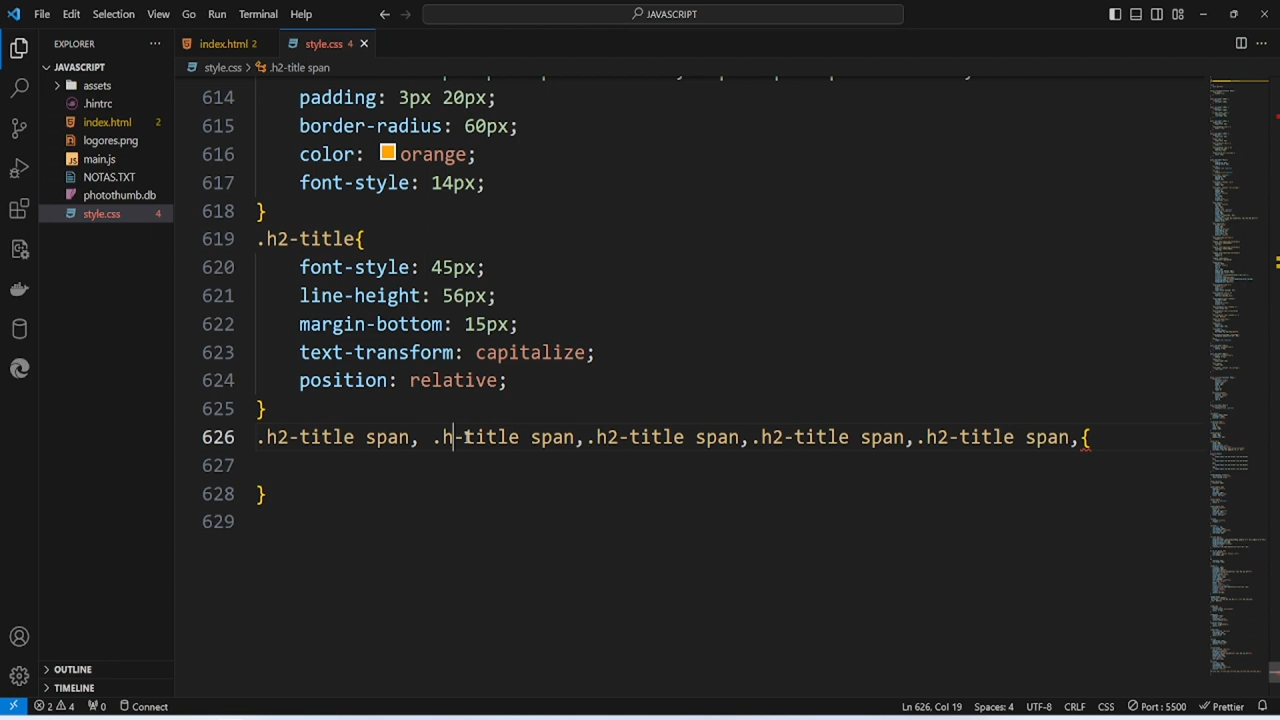 File Edit Selection View Go Run Terminal Help
JAVASCRIPT
EXPLORER
index.html 2
style.css 4
JAVASCRIPT
style.css
.h2-title span
assets
.hintrc
index.html 2
logores.png
main.js
NOTAS.TXT
photothumb.db
style.css 4
614 padding: 3px 20px;
615 border-radius: 60px;
616 color: orange;
617 font-style: 14px;
618 }
619 .h2-title{
620 font-style: 45px;
621 line-height: 56px;
622 margin-bottom: 15px;
623 text-transform: capitalize;
624 position: relative;
625 }
626 .h2-title span, .h-title span,.h2-title span,.h2-title span,.h2-title span,{
627
628 }
629
OUTLINE
TIMELINE
2 4 0 Connect Ln 626, Col 19 Spaces: 4 UTF-8 CRLF CSS Port : 5500 Prettier